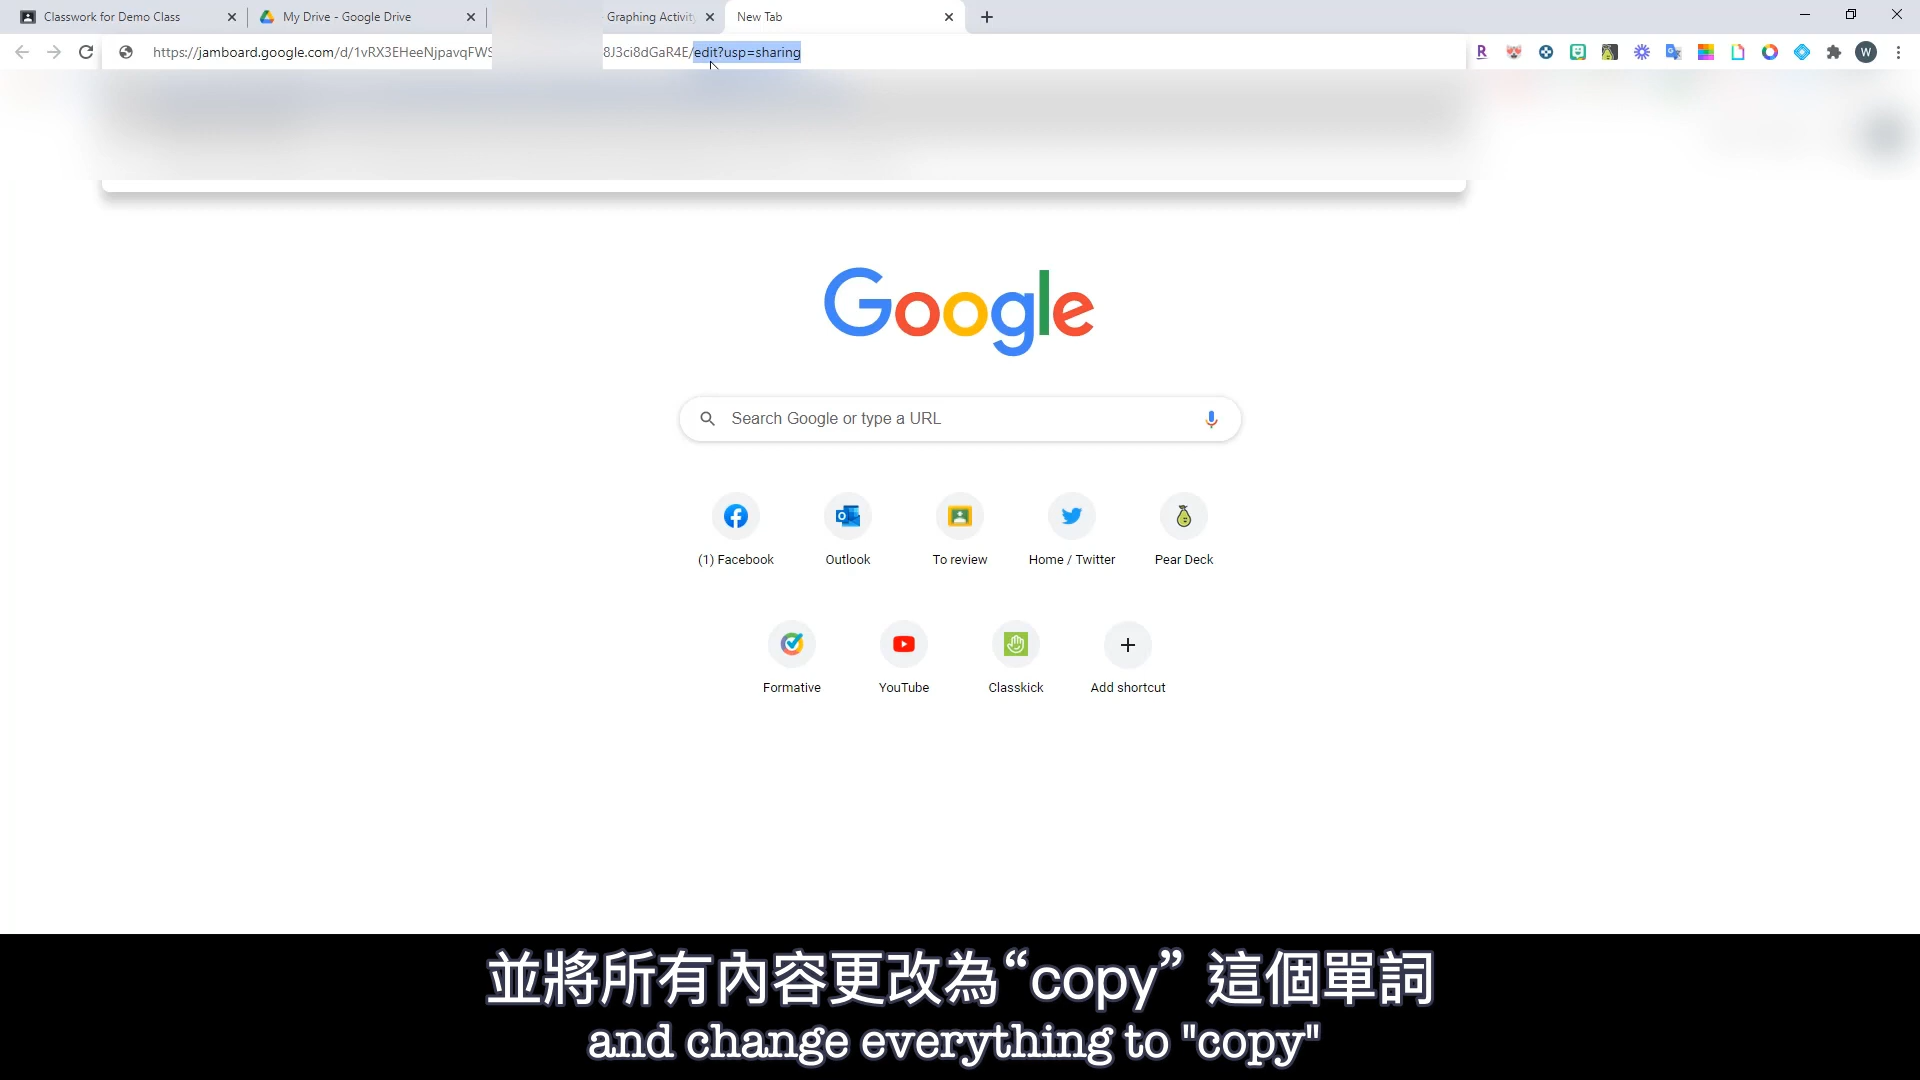 Classwork for Demo Class
My Drive - Google Drive
Graphing Activity
New Tab
https://jamboard.google.com/d/1vRX3EHeeNjpavqFWS
8J3ci8dGaR4E/edit?usp=sharing
R
W
Google
Search Google or type a URL
(1) Facebook
Outlook
To review
Home / Twitter
Pear Deck
Formative
YouTube
Classkick
Add shortcut
並將所有內容更改為“copy” 這個單詞
and change everything to "copy"